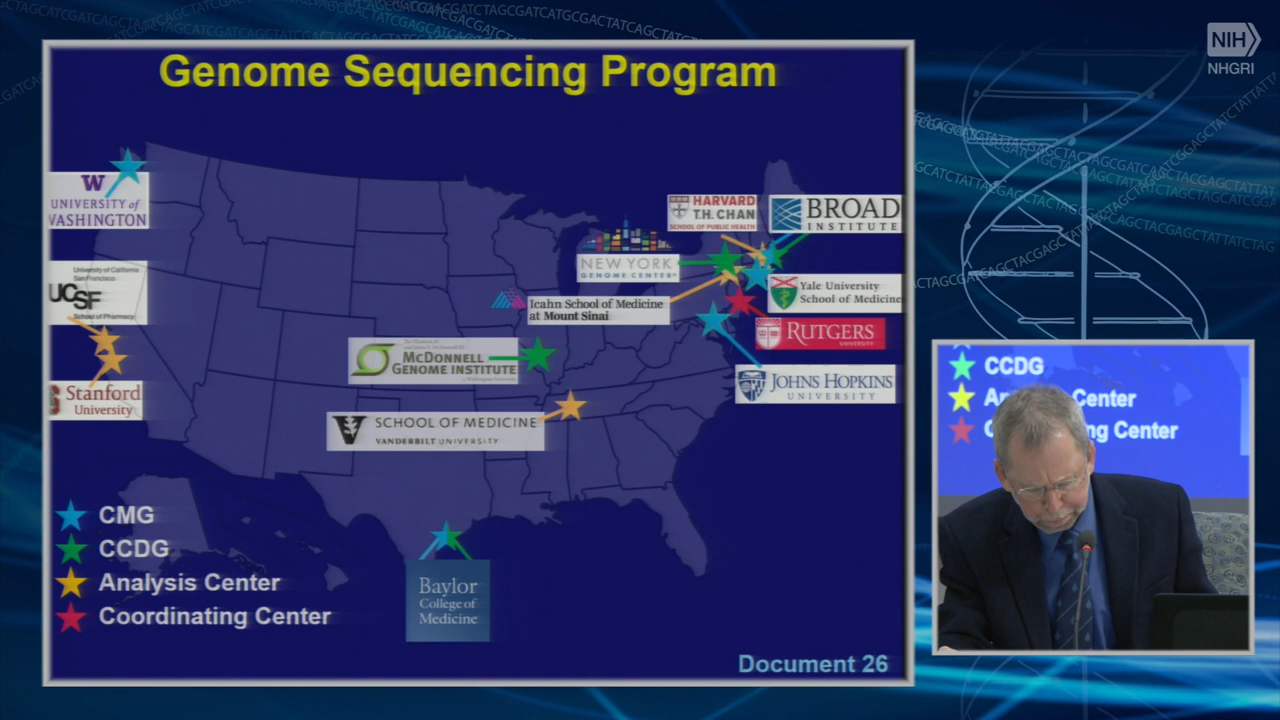 NIH
NHGRI
Genome Sequencing Program
W
UNIVERSITY of
WASHINGTON
University of California
San Francisco
UCSF
School of Pharmacy
Stanford
University
HARVARD
T.H. CHAN
SCHOOL OF PUBLIC HEALTH
BROAD
INSTITUTE
NEW YORK
GENOME CENTER
Yale University
School of Medicine
Icahn School of Medicine
at Mount Sinai
RUTGERS
UNIVERSITY
McDONNELL
GENOME INSTITUTE
JOHNS HOPKINS
UNIVERSITY
V SCHOOL OF MEDICINE
VANDERBILT UNIVERSITY
Baylor
College of
Medicine
CMG
CCDG
Analysis Center
Coordinating Center
Document 26
CCDG
Center
ng Center